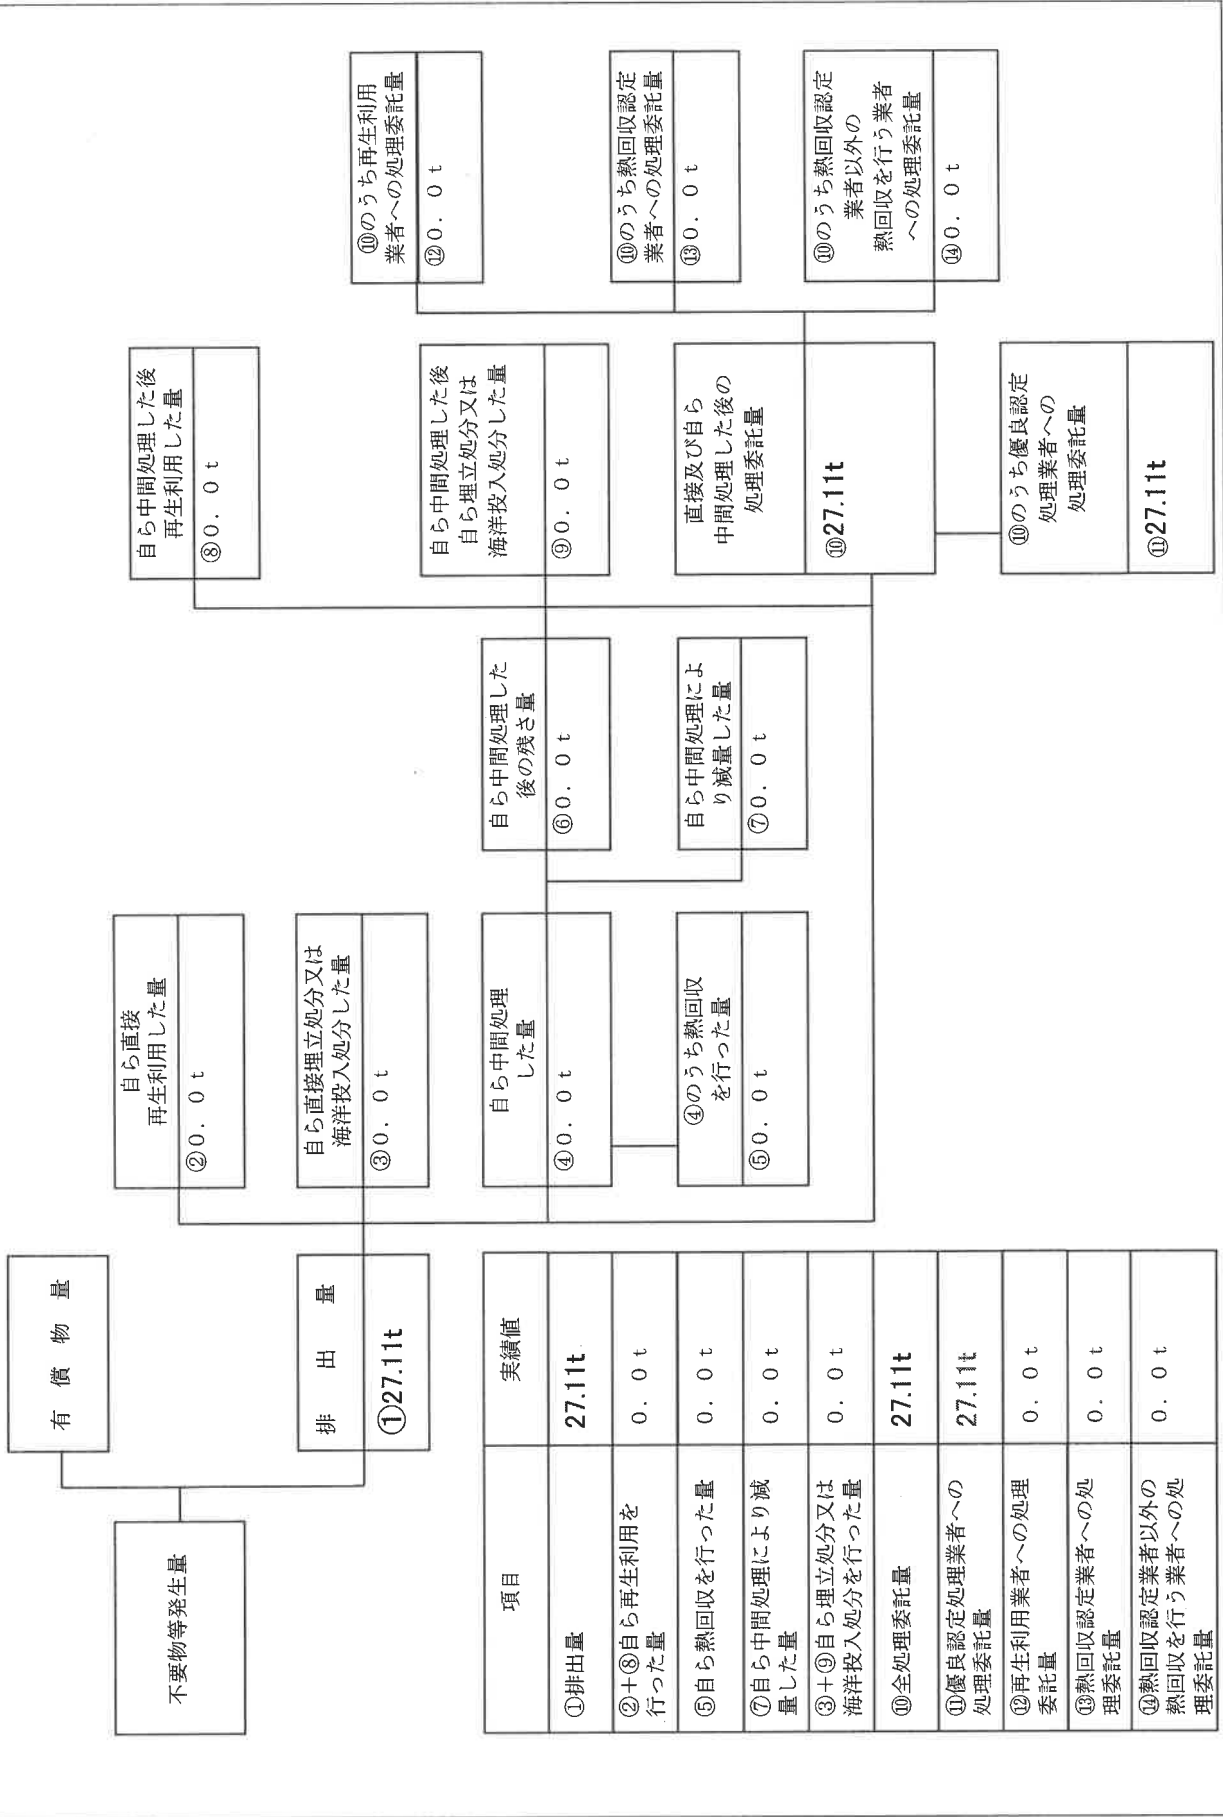 不要物等発生量
有償物量
排出量
①27.11t
自ら直接
再生利用した量
②0.0t
自ら直接埋立処分又は
海洋投入処分した量
③0.0t
自ら中間処理
した量
④0.0t
④のうち熱回収
を行った量
⑤0.0t
自ら中間処理した
後の残さ量
⑥0.0t
自ら中間処理によ
り減量した量
⑦0.0t
自ら中間処理した後
再生利用した量
⑧0.0t
自ら中間処理した後
自ら埋立処分又は
海洋投入処分した量
⑨0.0t
直接及び自ら
中間処理した後の
処理委託量
⑩27.11t
⑩のうち優良認定
処理業者への
処理委託量
⑪27.11t
⑩のうち再生利用
業者への処理委託量
⑫0.0t
⑩のうち熱回収認定
業者への処理委託量
⑬0.0t
⑩のうち熱回収認定
業者以外の
熱回収を行う業者
への処理委託量
⑭0.0t
項目
実績値
①排出量
27.11t
②+⑧自ら再生利用を
行った量
0.0t
⑤自ら熱回収を行った量
0.0t
⑦自ら中間処理により減
量した量
0.0t
③+⑨自ら埋立処分又は
海洋投入処分を行った量
0.0t
⑩全処理委託量
27.11t
⑪優良認定処理業者への
処理委託量
27.11t
⑫再生利用業者への処理
委託量
0.0t
⑬熱回収認定業者への処
理委託量
0.0t
⑭熱回収認定業者以外の
熱回収を行う業者への処
理委託量
0.0t